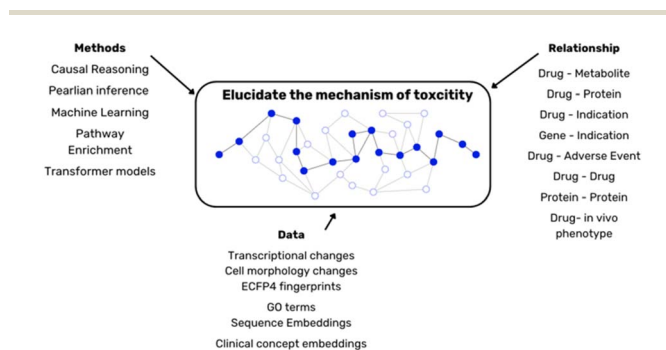 Methods
Causal Reasoning
Pearlian inference
Machine Learning
Pathway
Enrichment
Transformer models
Elucidate the mechanism of toxcitity
Relationship
Drug - Metabolite
Drug - Protein
Drug - Indication
Gene - Indication
Drug - Adverse Event
Drug - Drug
Protein - Protein
Drug- in vivo
phenotype
Data
Transcriptional changes
Cell morphology changes
ECFP4 fingerprints
GO terms
Sequence Embeddings
Clinical concept embeddings